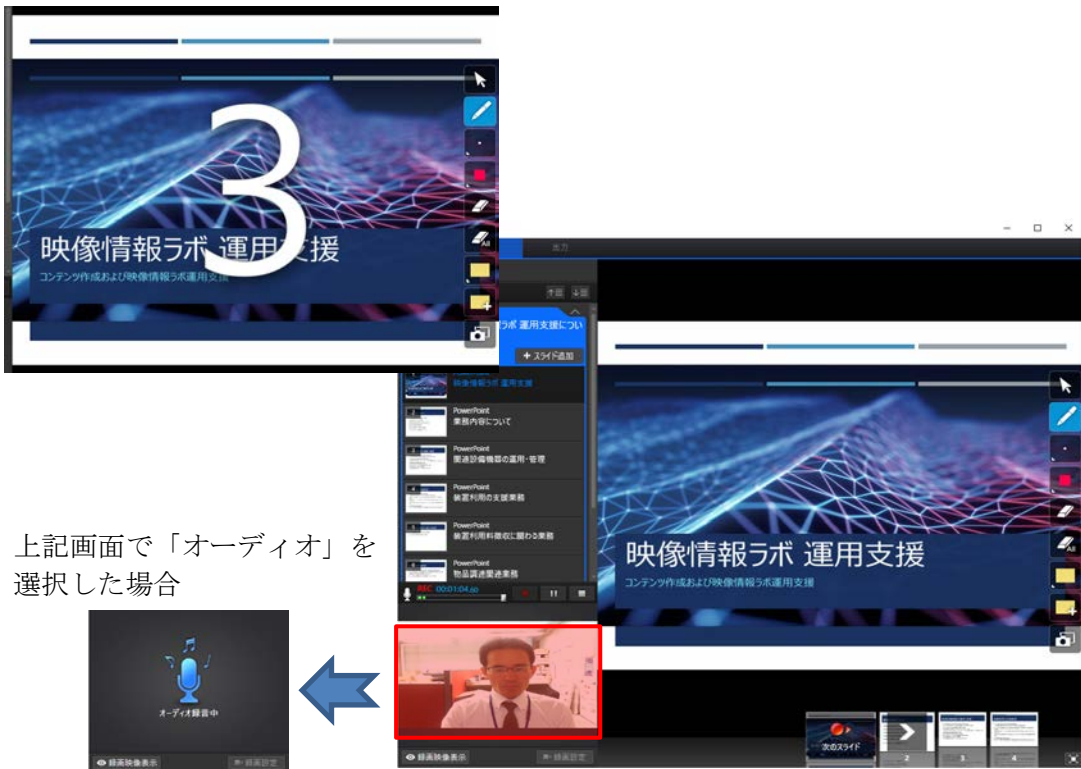 3
映像情報ラボ 運用支援
コンテンツ作成および映像情報ラボ運用支援
All
出力
ラボ 運用支援につい
+ スライド追加
映像情報ラボ 運用支援
PowerPoint
業務内容について
PowerPoint
関連設備機器の運用・管理
PowerPoint
装置利用の支援業務
PowerPoint
装置利用料徴収に関わる業務
PowerPoint
物品調達関連業務
REC 00:01:04.60
映像情報ラボ 運用支援
コンテンツ作成および映像情報ラボ運用支援
All
次のスライド
2
3
4
録画映像表示
録画設定
上記画面で「オーディオ」を
選択した場合
オーディオ録音中
録画映像表示
録画設定